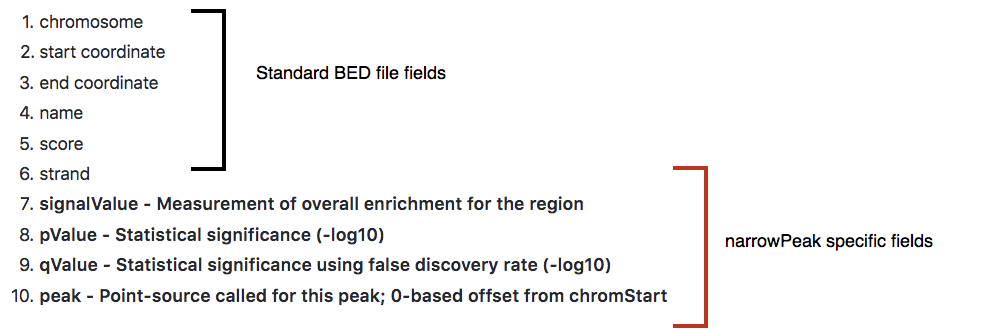 1. chromosome
2. start coordinate
3. end coordinate
4. name
5. score
6. strand
Standard BED file fields
7. signalValue - Measurement of overall enrichment for the region
8. pValue - Statistical significance (-log10)
9. qValue - Statistical significance using false discovery rate (-log10)
10. peak - Point-source called for this peak; 0-based offset from chromStart
narrowPeak specific fields